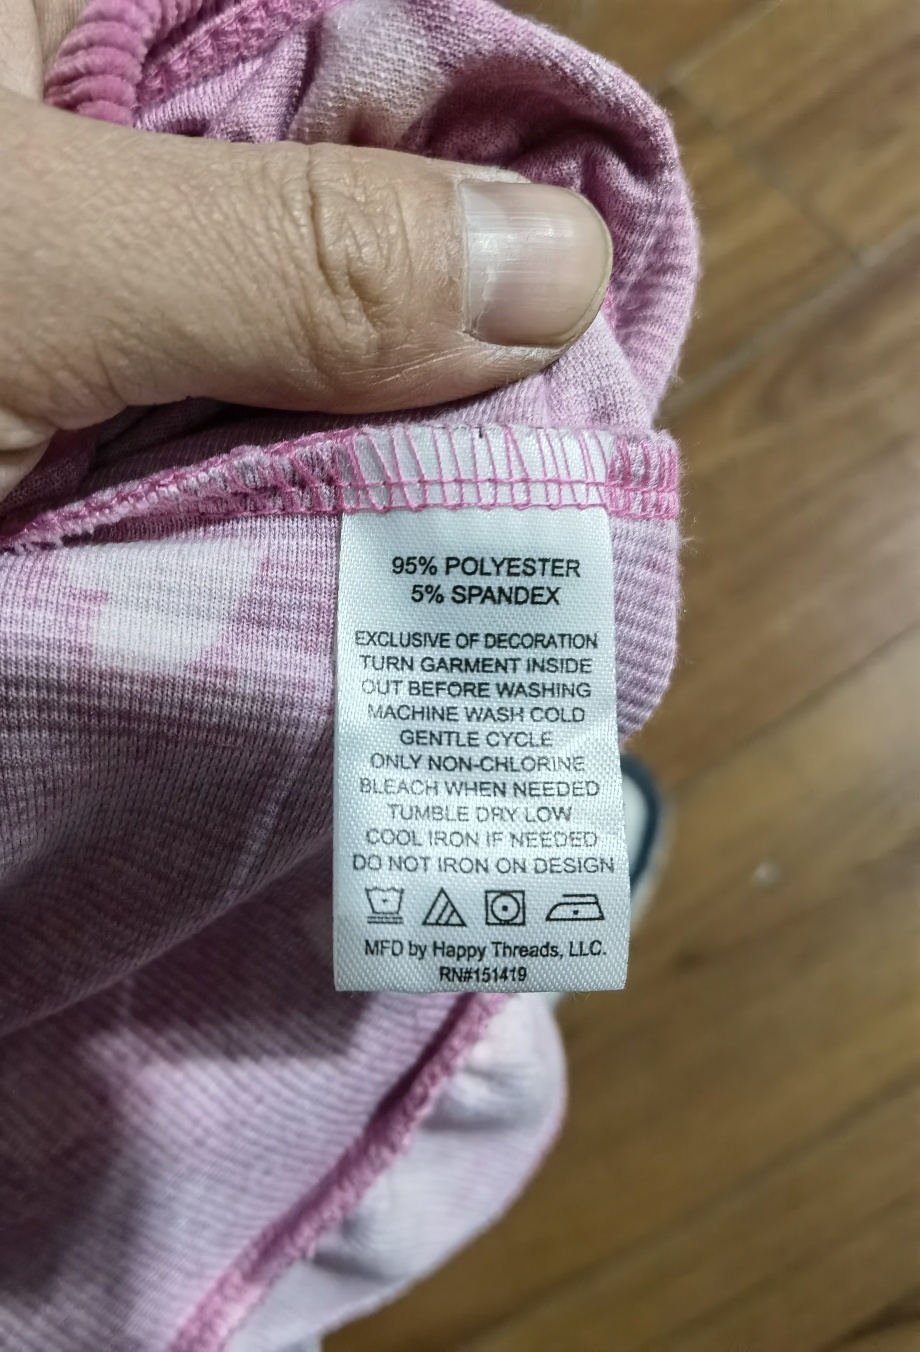 95% POLYESTER
5% SPANDEX
EXCLUSIVE OF DECORATION
TURN GARMENT INSIDE
OUT BEFORE WASHING
MACHINE WASH COLD
GENTLE CYCLE
ONLY NON-CHLORINE
BLEACH WHEN NEEDED
TUMBLE DRY LOW
COOL IRON IF NEEDED
DO NOT IRON ON DESIGN
MFD by Happy Threads, LLC.
RN#151419